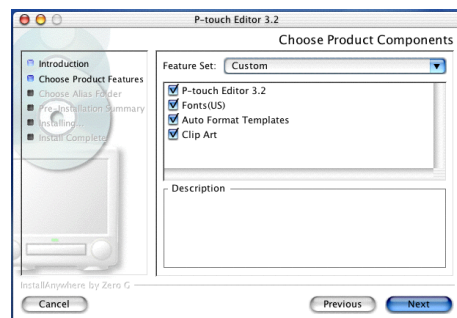 P-touch Editor 3.2
Choose Product Components
Introduction
Choose Product Features
Choose Alias Folder
Pre-Installation Summary
Installing...
Install Complete
Feature Set: Custom
P-touch Editor 3.2
Fonts(US)
Auto Format Templates
Clip Art
Description
InstallAnywhere by Zero G
Cancel
Previous
Next